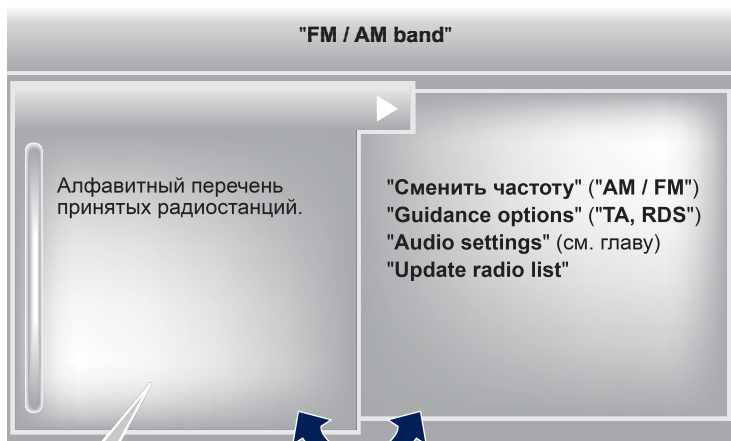 "FM / AM band"
Алфавитный перечень
принятых радиостанций.
"Сменить частоту" ("AM / FM")
"Guidance options" ("TA, RDS")
"Audio settings" (см. главу)
"Update radio list"